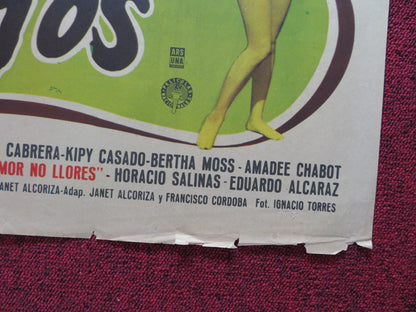 OS
ARS
UNA
CABRERA-KIPY CASADO-BERTHA MOSS - AMADEE CHABOT
MOR NO LLORES" - HORACIO SALINAS - EDUARDO ALCARAZ
ANET ALCORIZA-Adap. JANET ALCORIZA y FRANCISCO CORDOBA Fot. IGNACIO TORRES